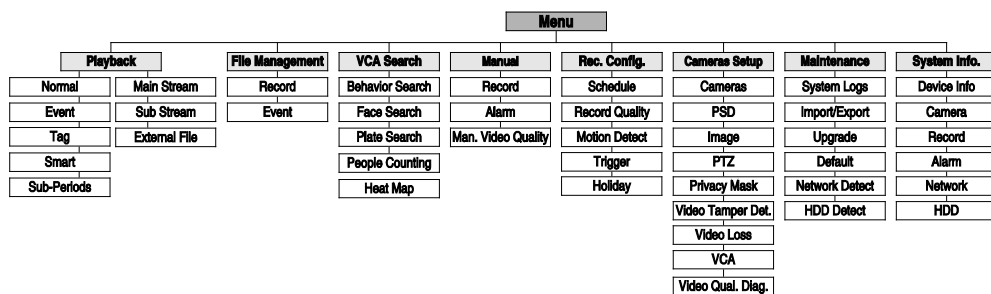 Menu
Playback
Normal
Event
Tag
Smart
Sub-Periods
Main Stream
Sub Stream
External File
File Management
Record
Event
VCA Search
Behavior Search
Face Search
Plate Search
People Counting
Heat Map
Manual
Record
Alarm
Man. Video Quality
Rec. Config.
Schedule
Record Quality
Motion Detect
Trigger
Holiday
Cameras Setup
Cameras
PSD
Image
PTZ
Privacy Mask
Video Tamper Det.
Video Loss
VCA
Video Qual. Diag.
Maintenance
System Logs
Import/Export
Upgrade
Default
Network Detect
HDD Detect
System Info.
Device Info
Camera
Record
Alarm
Network
HDD